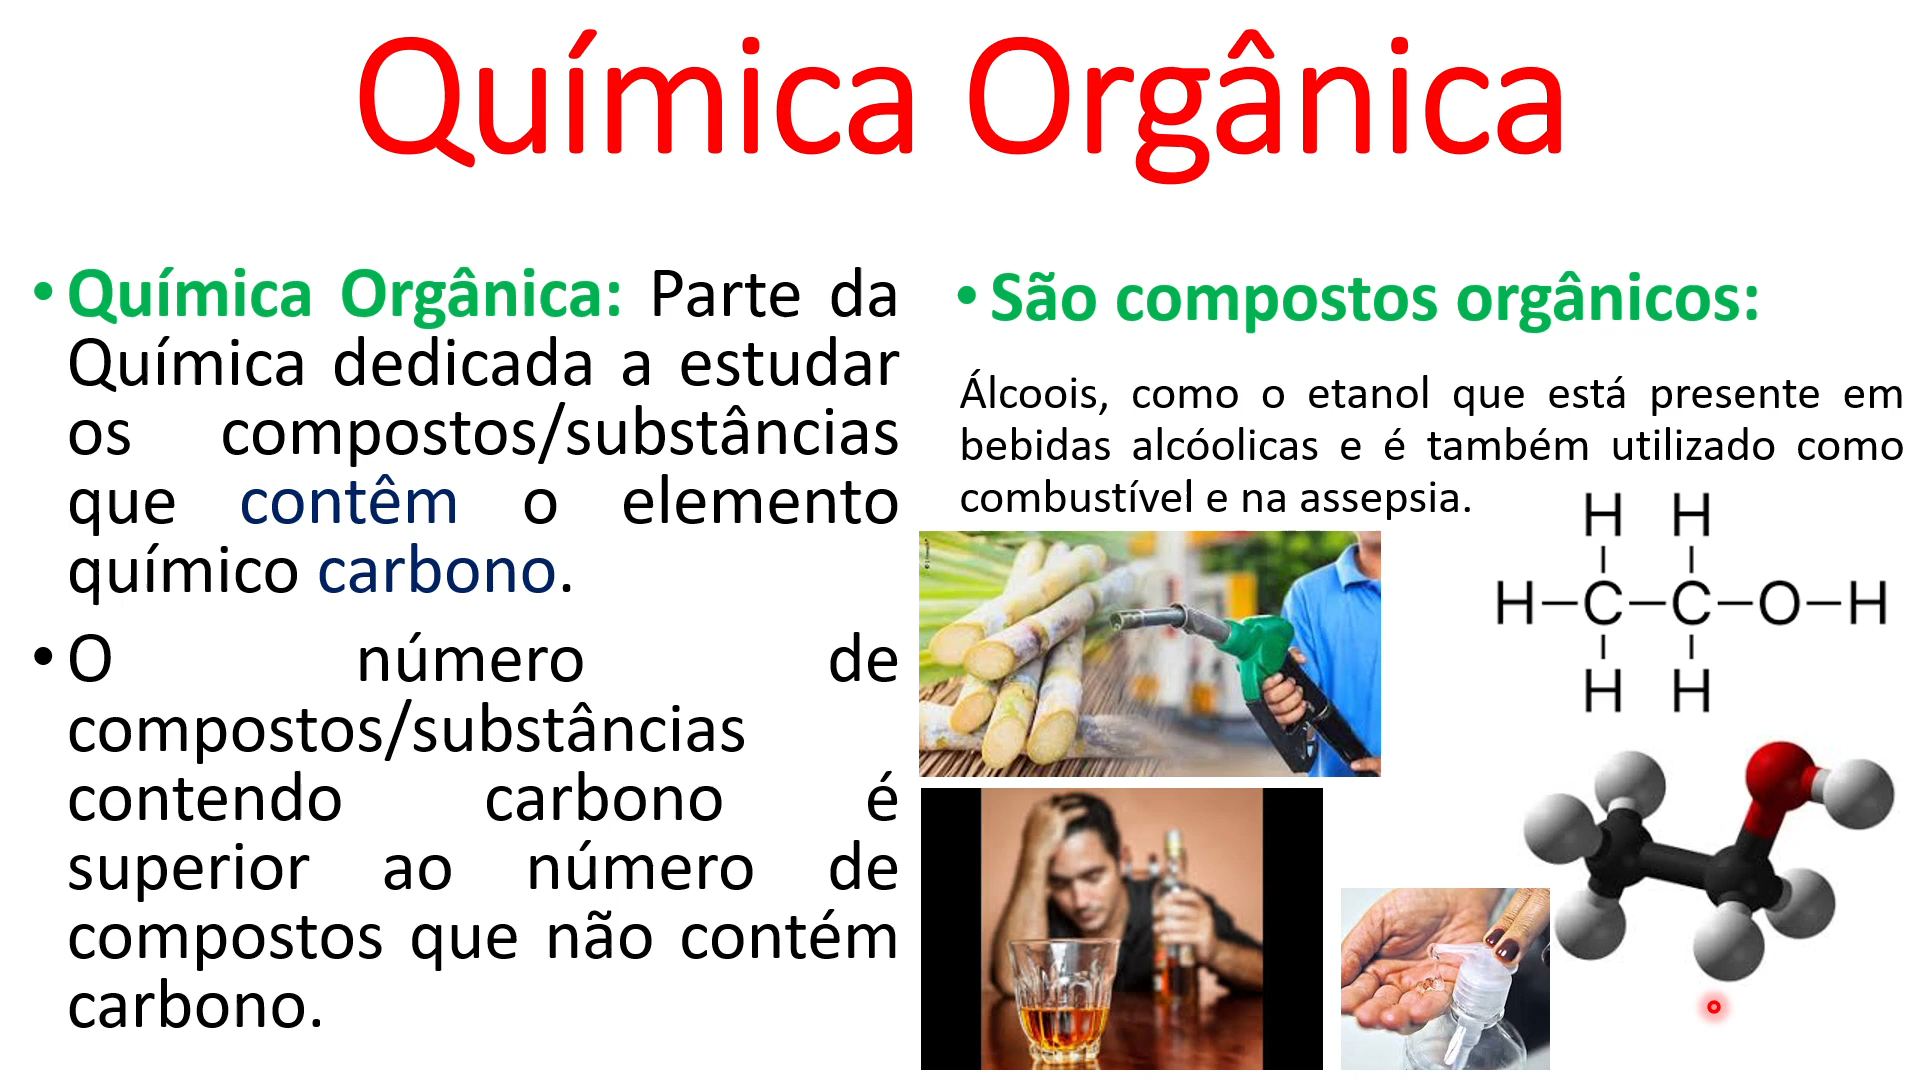 Química Orgânica
• Química Orgânica: Parte da
Química dedicada a estudar
os compostos/substâncias
que contêm o elemento
químico carbono.
• O número de
compostos/substâncias
contendo carbono é
superior ao número de
compostos que não contém
carbono.
• São compostos orgânicos:
Álcoois, como o etanol que está presente em
bebidas alcóolicas e é também utilizado como
combustível e na assepsia.
H H
H–C–C–O–H
H H